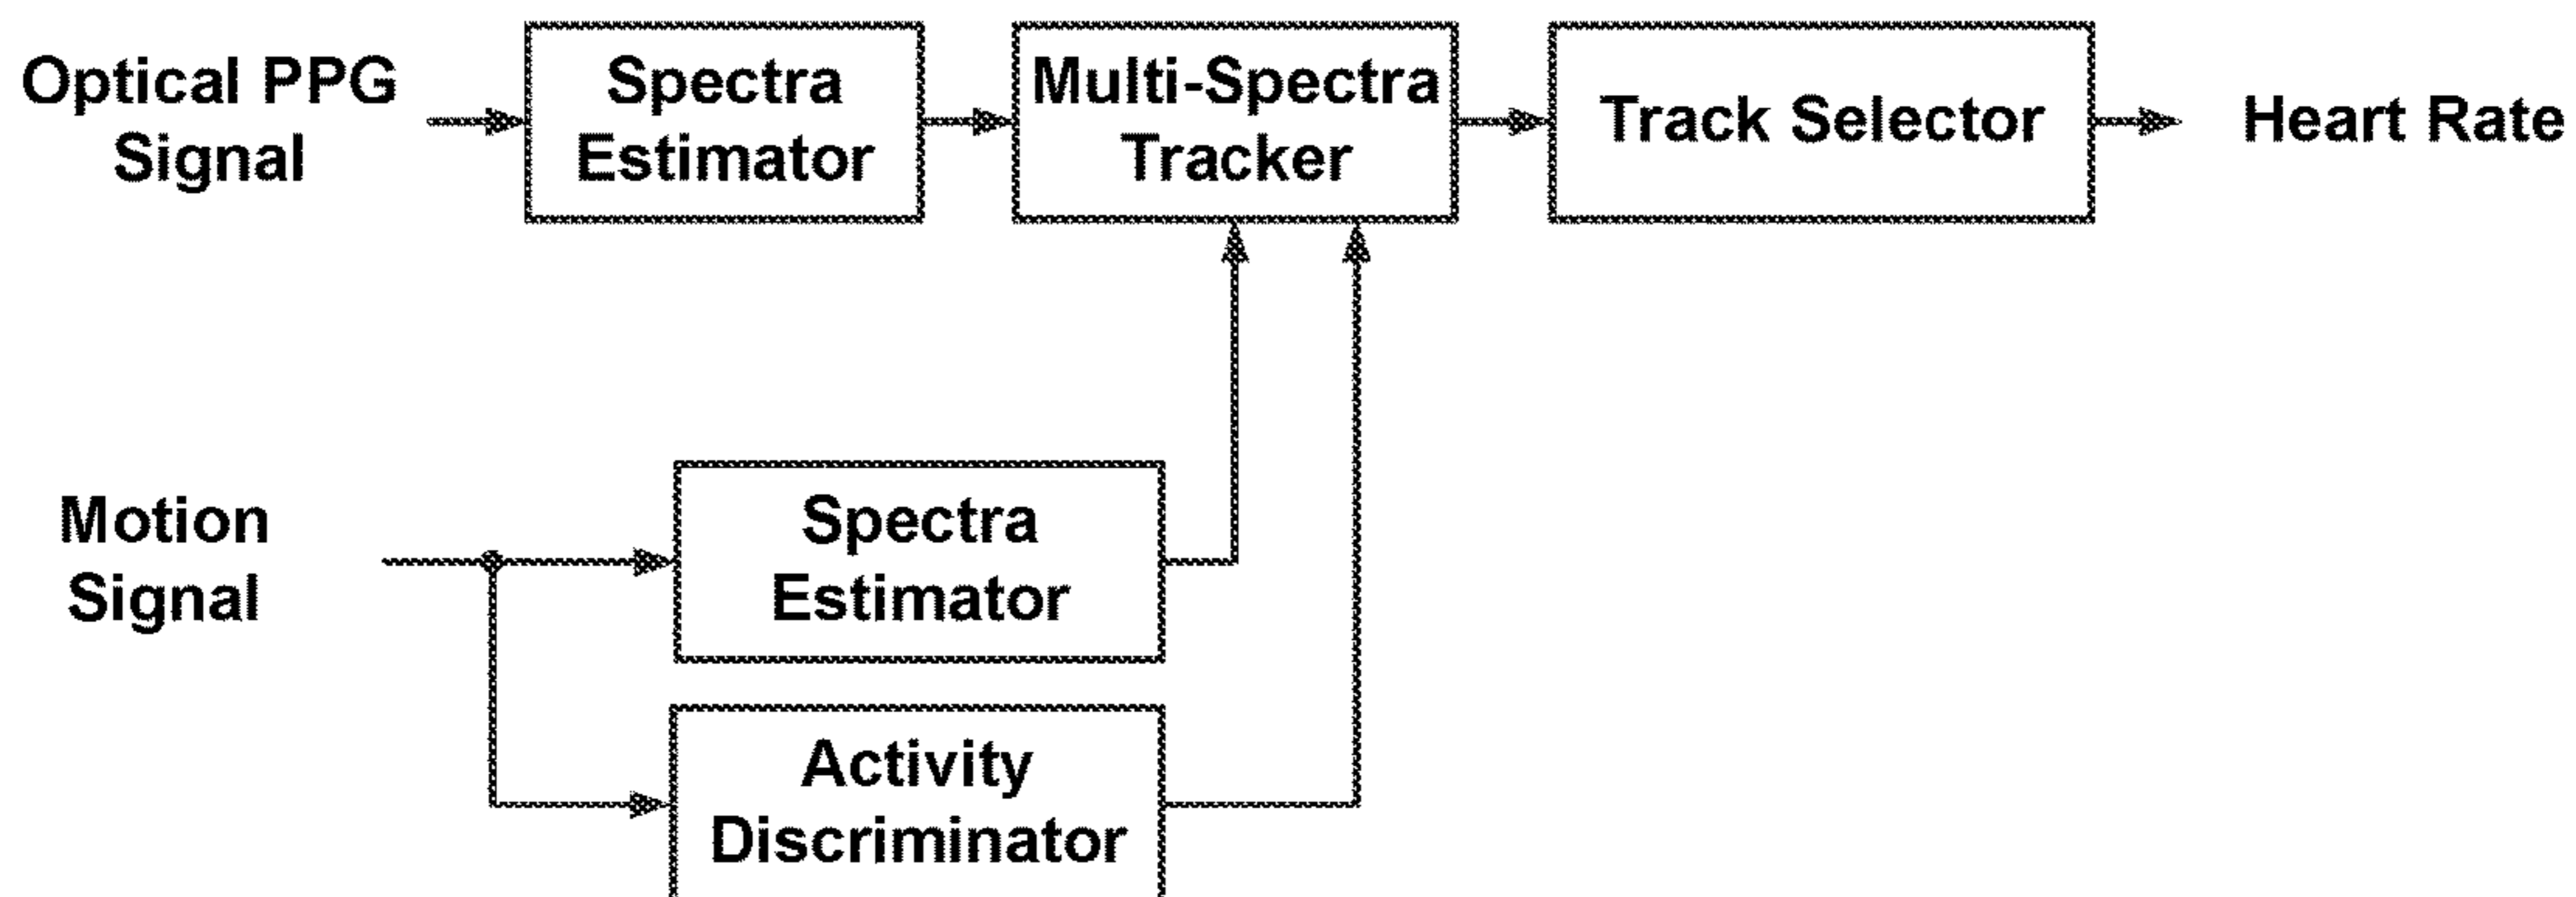 Optical PPG
Signal
Spectra
Estimator
Multi-Spectra
Tracker
Track Selector
Heart Rate
Motion
Signal
Spectra
Estimator
Activity
Discriminator